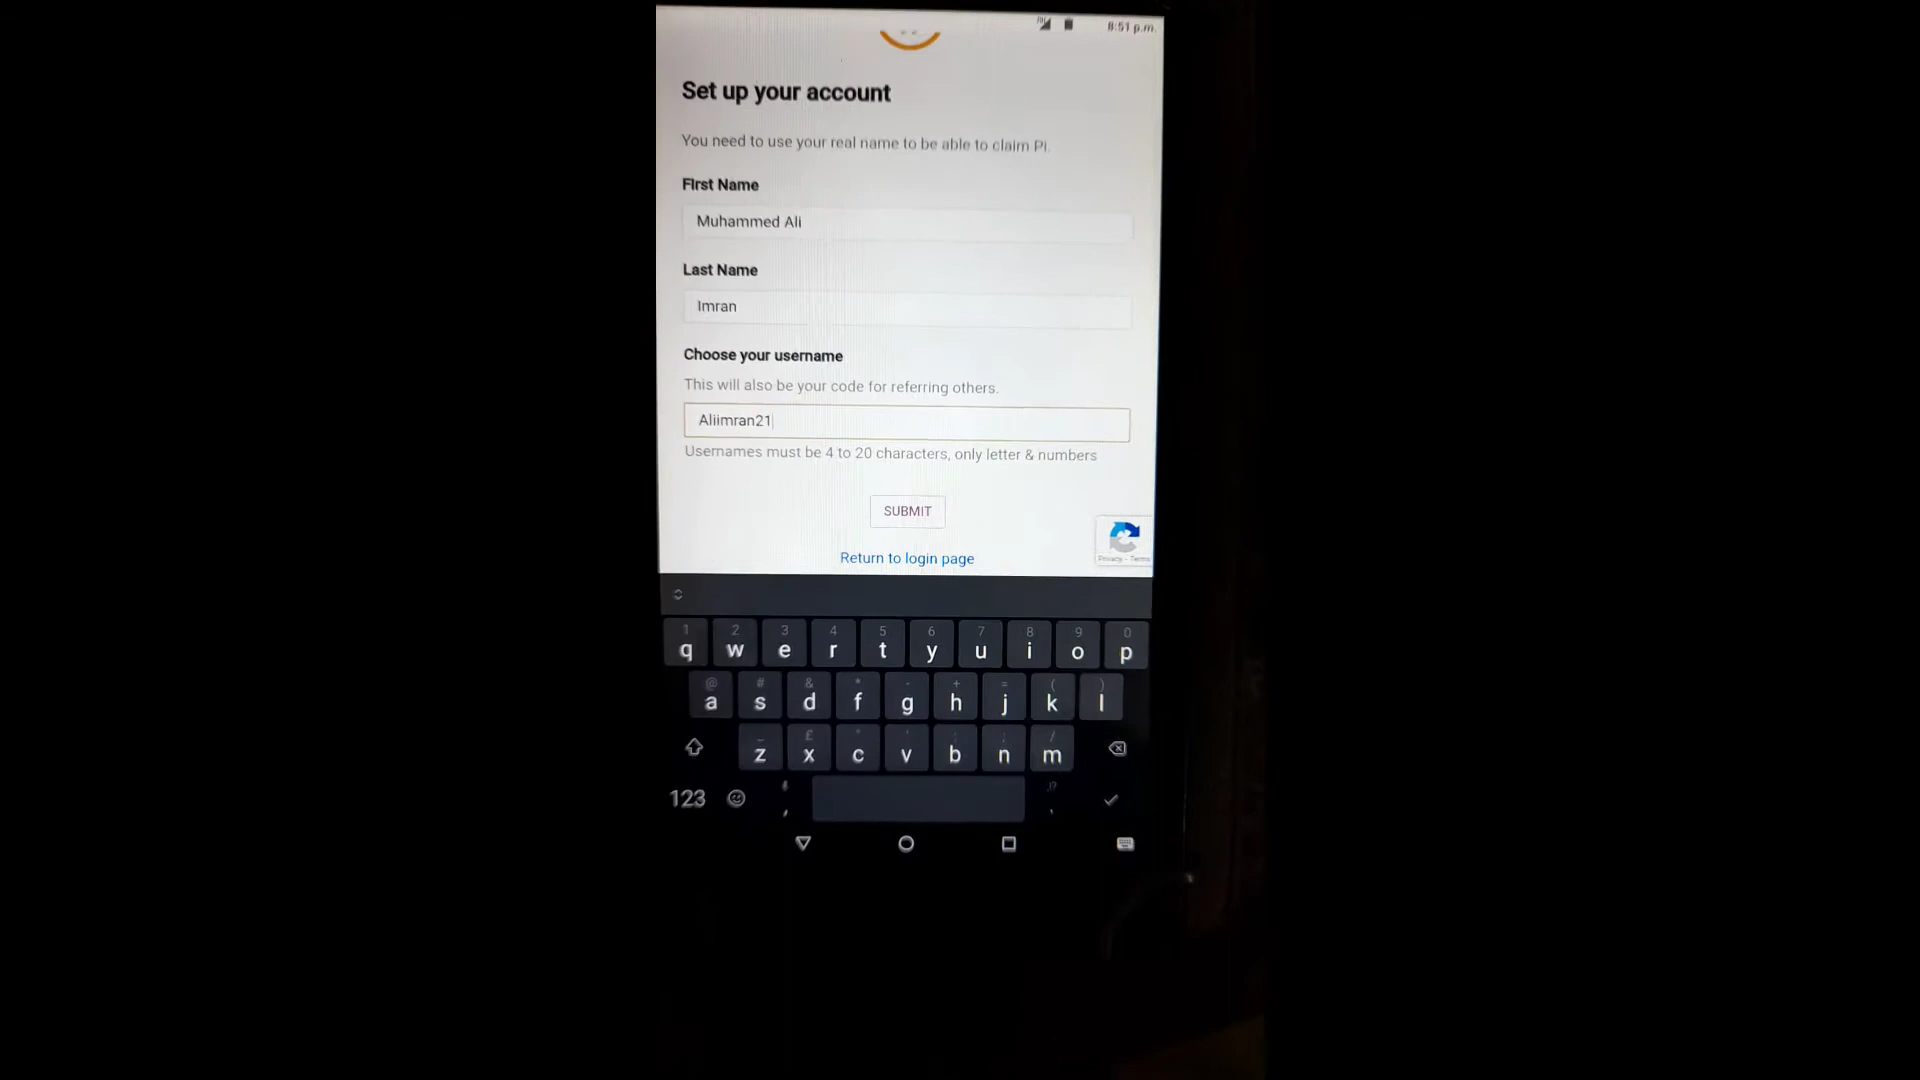 8:51 p.m.
Set up your account
You need to use your real name to be able to claim Pi.
First Name
Muhammed Ali
Last Name
Imran
Choose your username
This will also be your code for referring others.
Aliimran21
Usernames must be 4 to 20 characters, only letter & numbers
SUBMIT
Privacy - Terms
Return to login page
1 2 3 4 5 6 7 8 9 0
q w e r t y u i o p
@ # & * - + = ( )
a s d f g h j k l
z x c v b n m
123 ,